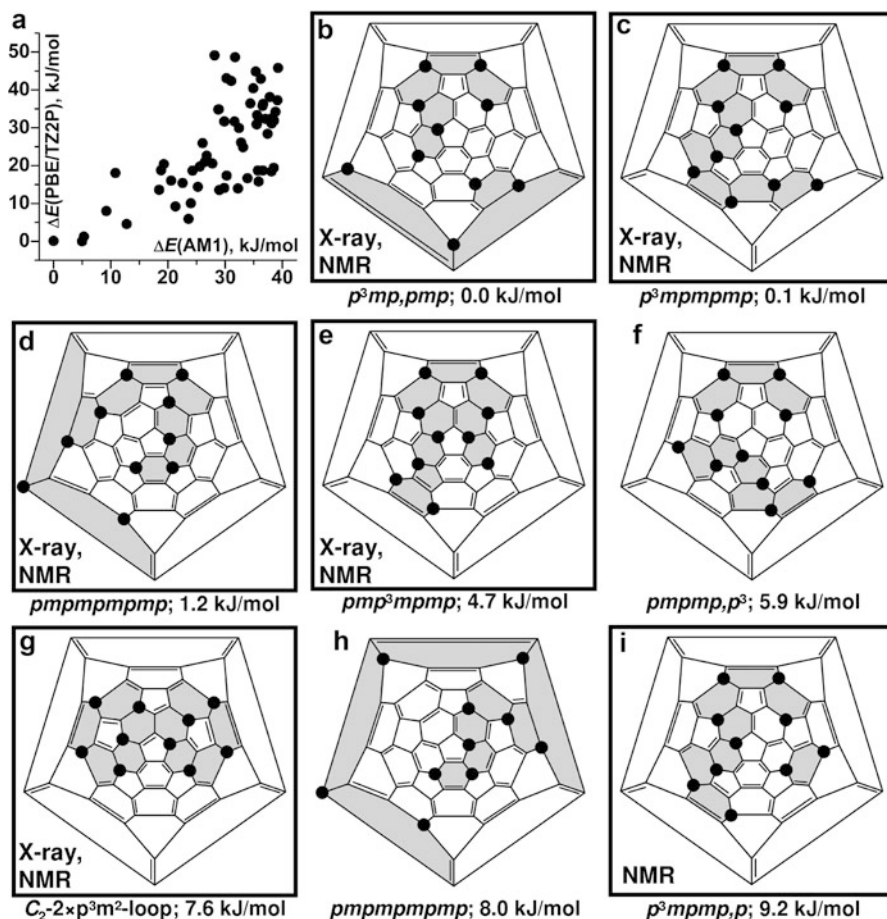 a
ΔE(PBE/TZ2P), kJ/mol
50
40
30
20
10
0
ΔE(AM1), kJ/mol
0 10 20 30 40
b
X-ray,
NMR
p³mp,pmp; 0.0 kJ/mol
c
X-ray,
NMR
p³mpmpmp; 0.1 kJ/mol
d
X-ray,
NMR
pmpmpmpmp; 1.2 kJ/mol
e
X-ray,
NMR
pmp³mpmp; 4.7 kJ/mol
f
pmpmp,p³; 5.9 kJ/mol
g
X-ray,
NMR
C₂-2×p³m²-loop; 7.6 kJ/mol
h
pmpmpmpmp; 8.0 kJ/mol
i
NMR
p³mpmp,p; 9.2 kJ/mol